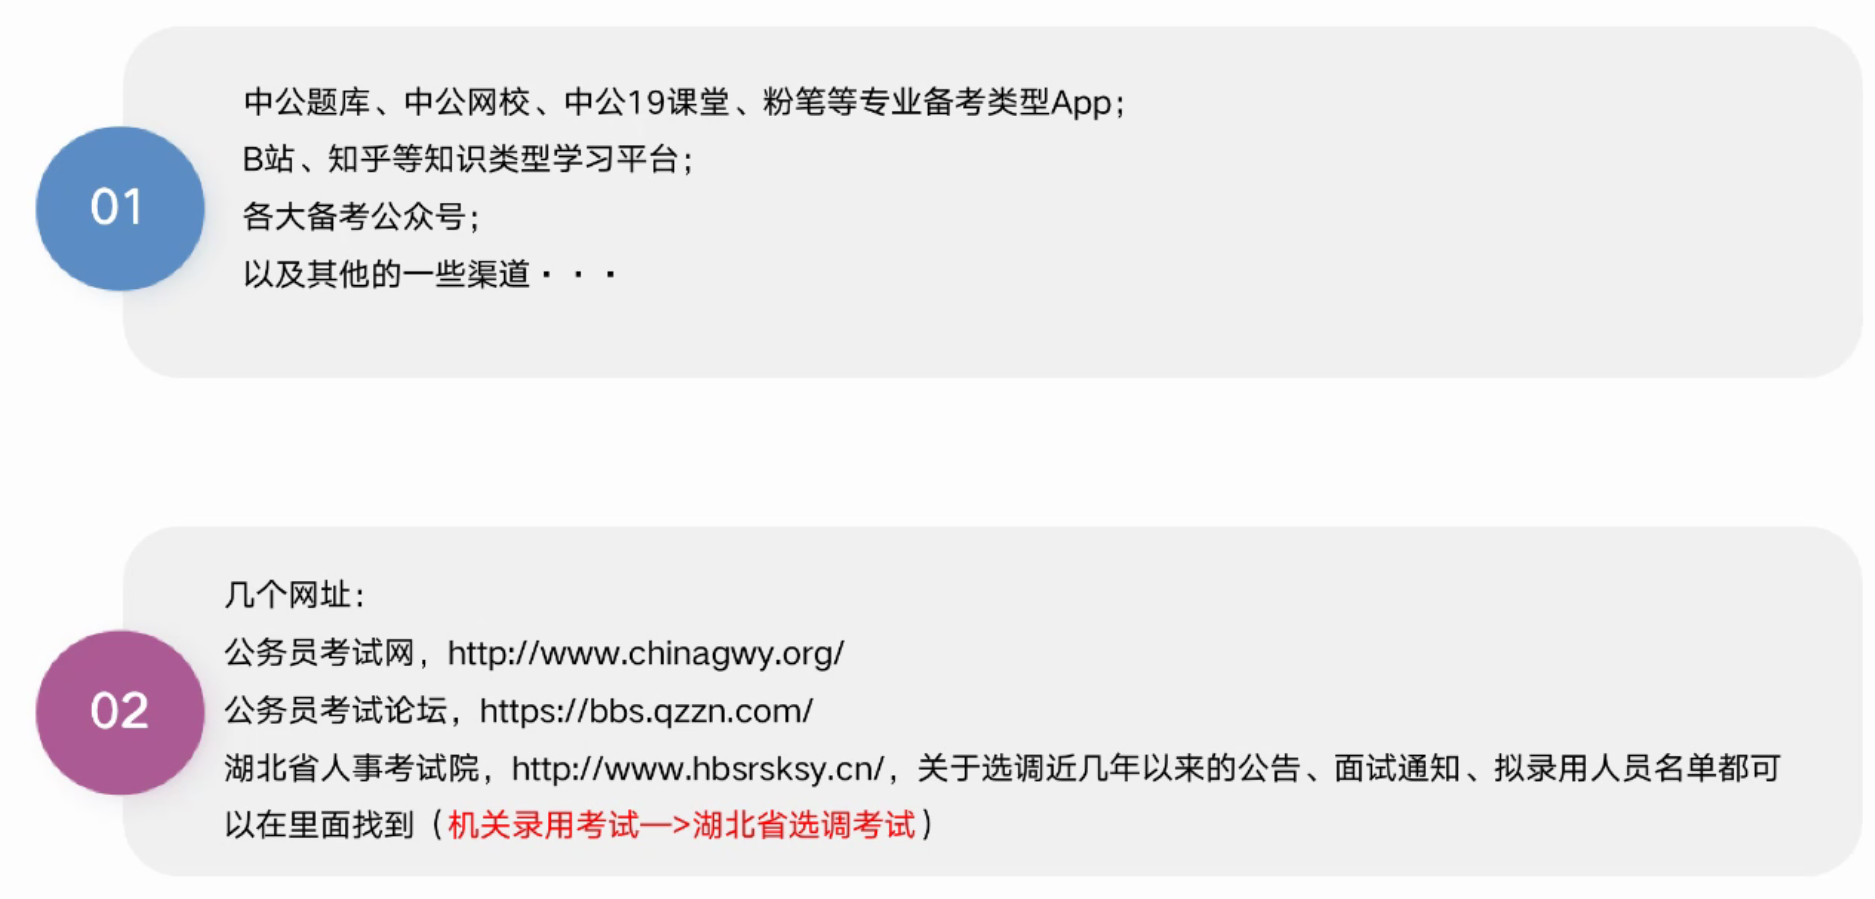 01
中公题库、中公网校、中公19课堂、粉笔等专业备考类型App；
B站、知乎等知识类型学习平台；
各大备考公众号；
以及其他的一些渠道···
02
几个网址：
公务员考试网，http://www.chinagwy.org/
公务员考试论坛，https://bbs.qzzn.com/
湖北省人事考试院，http://www.hbsrsksy.cn/，关于选调近几年以来的公告、面试通知、拟录用人员名单都可
以在里面找到（机关录用考试—>湖北省选调考试）